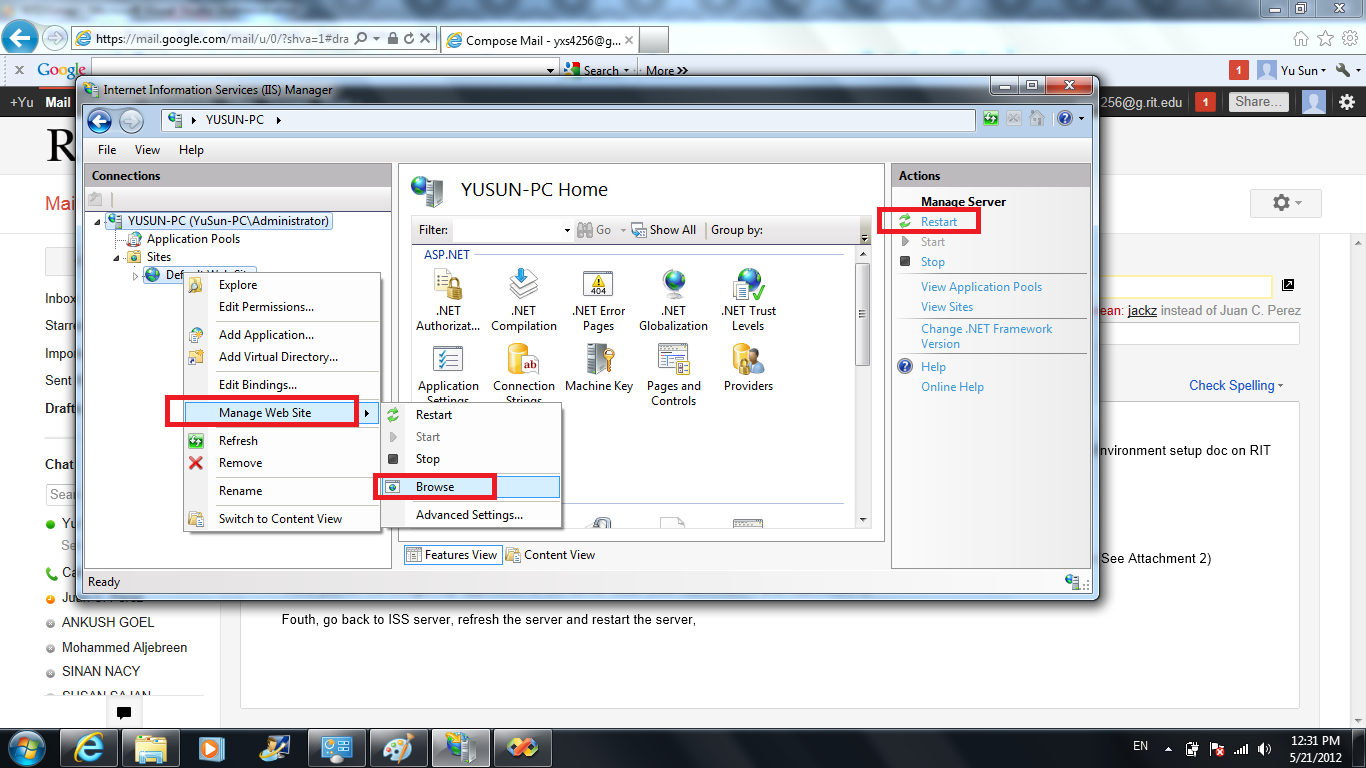 https://mail.google.com/mail/u/0/?shva=1#dra
Compose Mail - yxs4256@g...
x Google
Search
More »
1
Yu Sun
+Yu Mail
256@g.rit.edu
1
Share...
R
Mai
Internet Information Services (IIS) Manager
YUSUN-PC
File View Help
Connections
YUSUN-PC (YuSun-PC\Administrator)
Application Pools
Sites
Explore
Edit Permissions...
Add Application...
Add Virtual Directory...
Edit Bindings...
Manage Web Site
Refresh
Remove
Rename
Switch to Content View
Restart
Start
Stop
Browse
Advanced Settings...
YUSUN-PC Home
Filter:
Go
Show All
Group by:
ASP.NET
.NET Authorizat...
.NET Compilation
.NET Error Pages
404
.NET Globalization
.NET Trust Levels
Application Settings
ab
Connection Strings
Machine Key
Pages and Controls
Providers
Features View
Content View
Actions
Manage Server
Restart
Start
Stop
View Application Pools
View Sites
Change .NET Framework
Version
Help
Online Help
Ready
Inbo
Starre
Impo
Sent
Draft
Chat
Sear
Yu
Se
Ca
ANKUSH GOEL
Mohammed Aljebreen
SINAN NACY
SUSAN SAJAN
ean: jackz instead of Juan C. Perez
Check Spelling
nvironment setup doc on RIT
See Attachment 2)
Fouth, go back to ISS server, refresh the server and restart the server,
EN
12:31 PM
5/21/2012